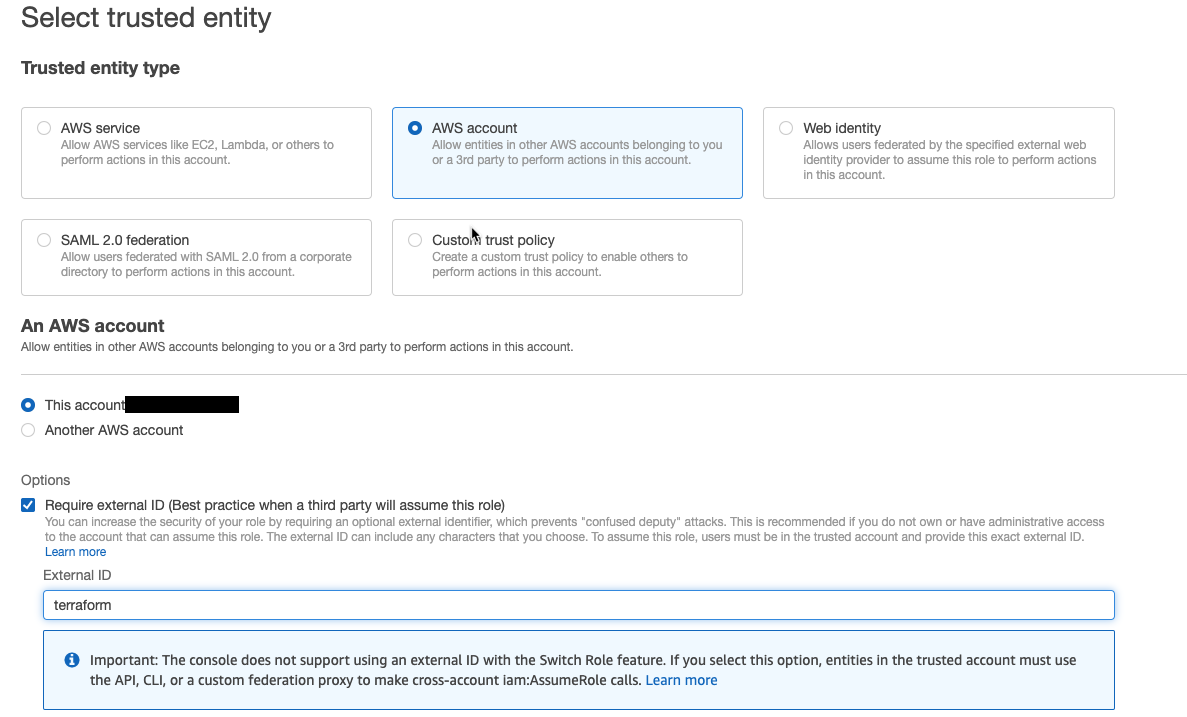 Select trusted entity
Trusted entity type
AWS service
Allow AWS services like EC2, Lambda, or others to
perform actions in this account.
AWS account
Allow entities in other AWS accounts belonging to you
or a 3rd party to perform actions in this account.
Web identity
Allows users federated by the specified external web
identity provider to assume this role to perform actions
in this account.
SAML 2.0 federation
Allow users federated with SAML 2.0 from a corporate
directory to perform actions in this account.
Custom trust policy
Create a custom trust policy to enable others to
perform actions in this account.
An AWS account
Allow entities in other AWS accounts belonging to you or a 3rd party to perform actions in this account.
This account
Another AWS account
Options
Require external ID (Best practice when a third party will assume this role)
You can increase the security of your role by requiring an optional external identifier, which prevents "confused deputy" attacks. This is recommended if you do not own or have administrative access
to the account that can assume this role. The external ID can include any characters that you choose. To assume this role, users must be in the trusted account and provide this exact external ID.
Learn more
External ID
terraform
Important: The console does not support using an external ID with the Switch Role feature. If you select this option, entities in the trusted account must use
the API, CLI, or a custom federation proxy to make cross-account iam:AssumeRole calls. Learn more